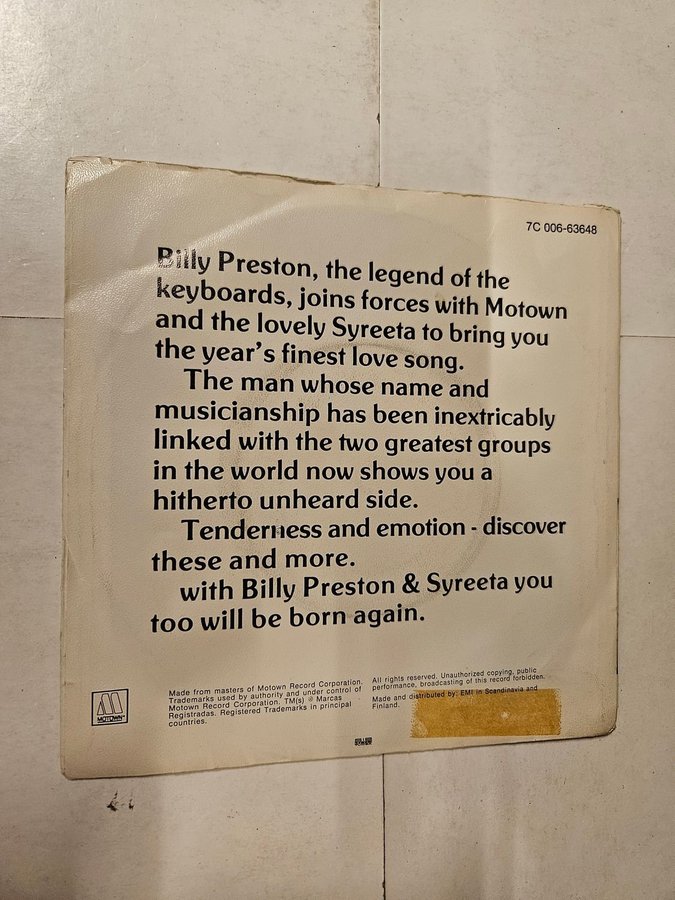 7C 006-63648
Billy Preston, the legend of the
keyboards, joins forces with Motown
and the lovely Syreeta to bring you
the year's finest love song.
The man whose name and
musicianship has been inextricably
linked with the two greatest groups
in the world now shows you a
hitherto unheard side.
Tenderness and emotion - discover
these and more.
with Billy Preston & Syreeta you
too will be born again.
MOTOWN
Made from masters of Motown Record Corporation.
Trademarks used by authority and under control of
Motown Record Corporation. TM(s) ® Marcas
Registradas. Registered Trademarks in principal
countries.
All rights reserved. Unauthorized copying, public
performance, broadcasting of this record forbidden.
Made and distributed by: EMI in Scandinavia and
Finland.